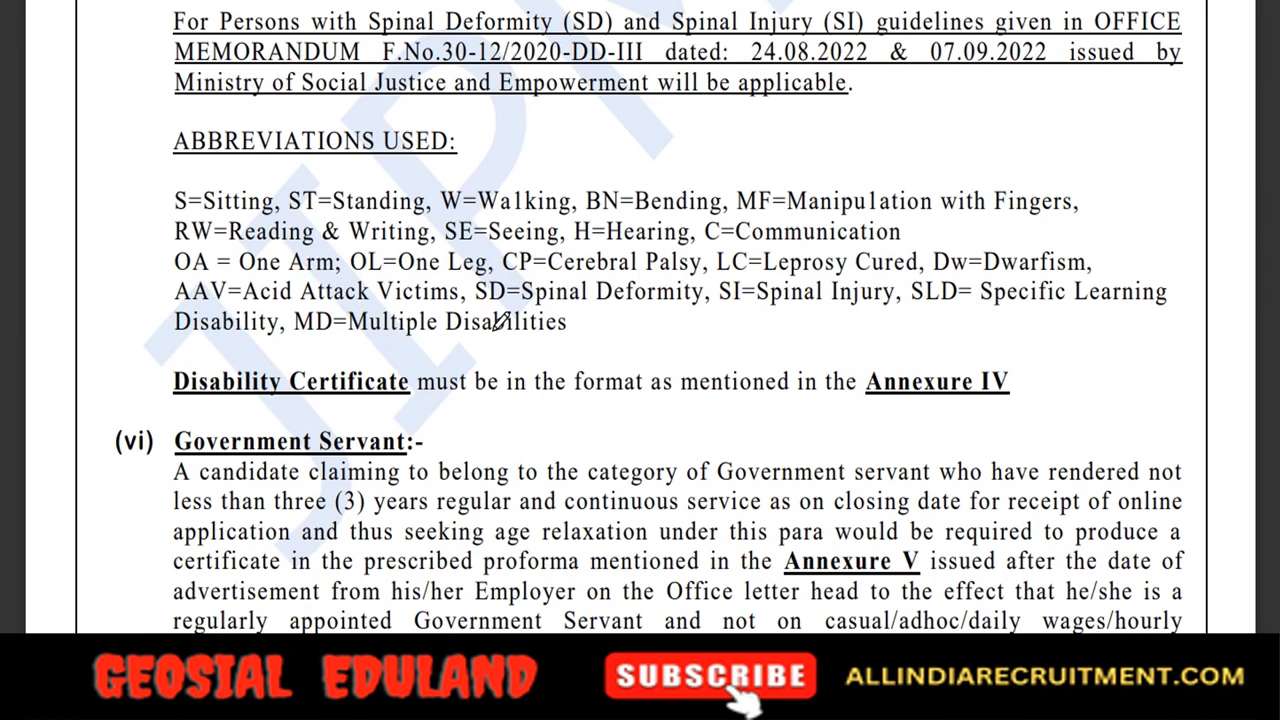 For Persons with Spinal Deformity (SD) and Spinal Injury (SI) guidelines given in OFFICE
MEMORANDUM F.No.30-12/2020-DD-III dated: 24.08.2022 & 07.09.2022 issued by
Ministry of Social Justice and Empowerment will be applicable.
ABBREVIATIONS USED:
S=Sitting, ST=Standing, W=Walking, BN=Bending, MF=Manipulation with Fingers,
RW=Reading & Writing, SE=Seeing, H=Hearing, C=Communication
OA = One Arm; OL=One Leg, CP=Cerebral Palsy, LC=Leprosy Cured, Dw=Dwarfism,
AAV=Acid Attack Victims, SD=Spinal Deformity, SI=Spinal Injury, SLD= Specific Learning
Disability, MD=Multiple Disabilities
Disability Certificate must be in the format as mentioned in the Annexure IV
(vi) Government Servant:-
A candidate claiming to belong to the category of Government servant who have rendered not
less than three (3) years regular and continuous service as on closing date for receipt of online
application and thus seeking age relaxation under this para would be required to produce a
certificate in the prescribed proforma mentioned in the Annexure V issued after the date of
advertisement from his/her Employer on the Office letter head to the effect that he/she is a
regularly appointed Government Servant and not on casual/adhoc/daily wages/hourly
GEOSIAL EDULAND SUBSCRIBE ALLINDIARECRUITMENT.COM